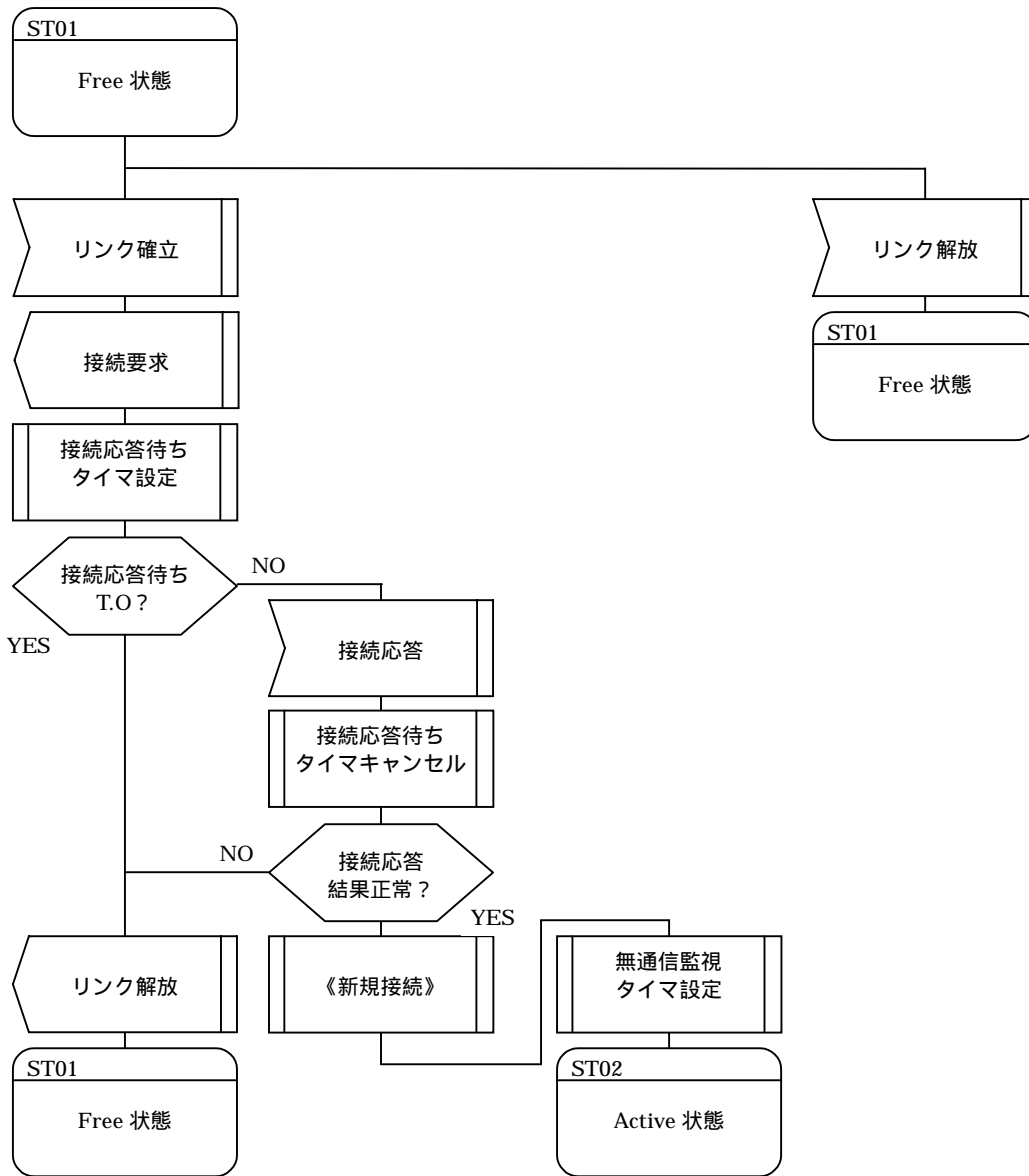 ST01
Free 状態
リンク確立
リンク解放
接続要求
ST01
Free 状態
接続応答待ち
タイマ設定
接続応答待ち
T.O？
NO
YES
接続応答
接続応答待ち
タイマキャンセル
NO
接続応答
結果正常？
YES
リンク解放
《新規接続》
無通信監視
タイマ設定
ST01
Free 状態
ST02
Active 状態